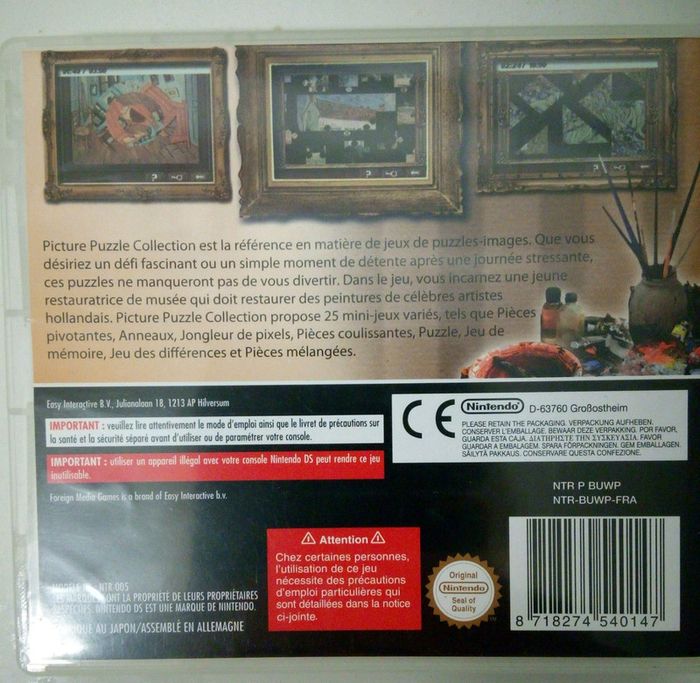 02:40 / 03:00
02:24 / 10:00
Picture Puzzle Collection est la référence en matière de jeux de puzzles-images. Que vous
désiriez un défi fascinant ou un simple moment de détente après une journée stressante,
ces puzzles ne manqueront pas de vous divertir. Dans le jeu, vous incarnez une jeune
restauratrice de musée qui doit restaurer des peintures de célèbres artistes
hollandais. Picture Puzzle Collection propose 25 mini-jeux variés, tels que Pièces
pivotantes, Anneaux, Jongleur de pixels, Pièces coulissantes, Puzzle, Jeu de
mémoire, Jeu des différences et Pièces mélangées.
Easy Interactive B.V., Julianalaan 18, 1213 AP Hilversum
IMPORTANT : veuillez lire attentivement le mode d'emploi ainsi que le livret de précautions sur
la santé et la sécurité séparé avant d'utiliser ou de paramétrer votre console.
IMPORTANT : utiliser un appareil illégal avec votre console Nintendo DS peut rendre ce jeu
inutilisable.
Foreign Media Games is a brand of Easy Interactive b.v.
CE
Nintendo
D-63760 Großostheim
PLEASE RETAIN THE PACKAGING. VERPACKUNG AUFHEBEN.
CONSERVER L'EMBALLAGE. BEWAAR DEZE VERPAKKING. POR FAVOR,
GUARDA ESTA CAJA. ΔΙΑΤΗΡΗΣΤΕ ΤΗΝ ΣΥΣΚΕΥΑΣΙΑ. FAVOR
GUARDAR A EMBALAGEM. SPARA FÖRPACKNINGEN. GEM EMBALLAGEN.
SÄILYTÄ PAKKAUS. CONSERVARE QUESTA CONFEZIONE.
NTR P BUWP
NTR-BUWP-FRA
Attention
Chez certaines personnes,
l'utilisation de ce jeu
nécessite des précautions
d'emploi particulières qui
sont détaillées dans la notice
ci-jointe.
NTR-005
ONT LA PROPRIÉTÉ DE LEURS PROPRIÉTAIRES
RESPECTIFS. NINTENDO DS EST UNE MARQUE DE NINTENDO.
AU JAPON/ASSEMBLÉ EN ALLEMAGNE
Original
Nintendo
Seal of
Quality
8 718274 540147